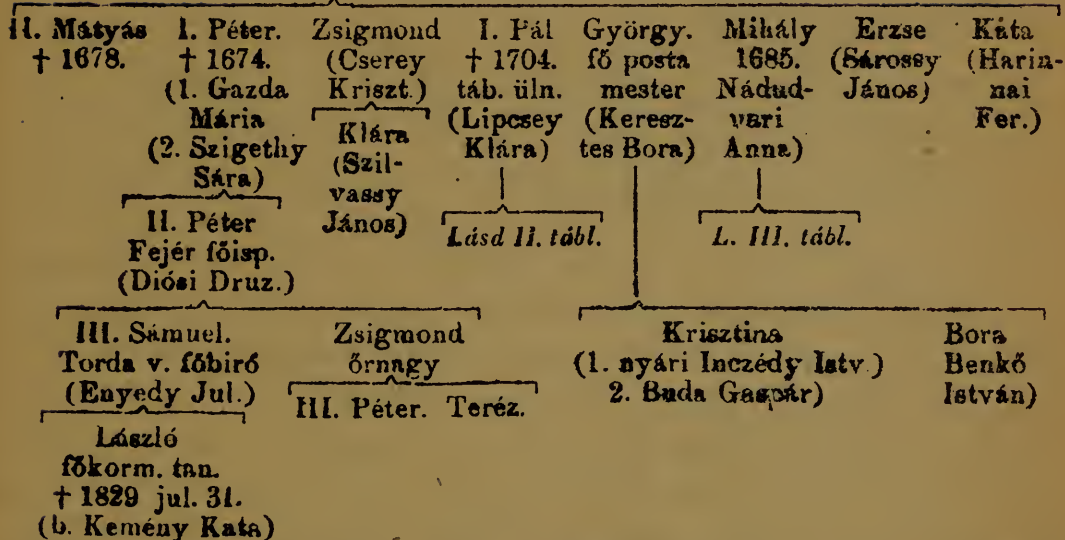 II. Mátyás I. Péter. Zsigmond I. Pál György. Mihály Erzse Káta
† 1678. † 1674. (Cserey † 1704. fő posta 1685. (Sárossy (Harin-
(1. Gazda Kriszt.) táb. üln. mester Nádud- János) nai
Mária Klára (Lipcsey (Keresz- vari Fer.)
(2. Szigethy (Szil- Klára) tes Bora) Anna)
Sára) vassy
II. Péter János) Lásd II. tábl. L. III. tábl.
Fejér főisp.
(Diósi Druz.)
III. Sámuel. Zsigmond Krisztina Bora
Torda v. főbiró őrnagy (1. nyári Inczédy Istv.) Benkő
(Enyedy Jul.) III. Péter. Teréz. 2. Buda Gaspár) István)
László
főkorm. tan.
† 1829 jul. 31.
(b. Kemény Kata)